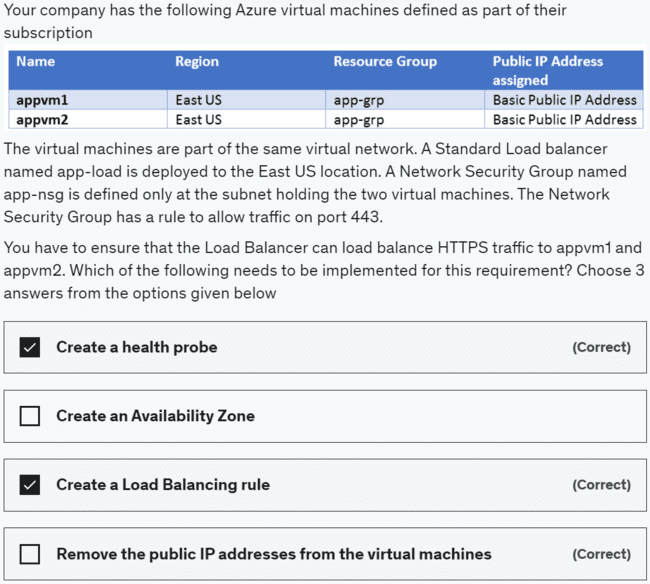 Your company has the following Azure virtual machines defined as part of their
subscription
Name Region Resource Group Public IP Address
assigned
appvm1 East US app-grp Basic Public IP Address
appvm2 East US app-grp Basic Public IP Address
The virtual machines are part of the same virtual network. A Standard Load balancer
named app-load is deployed to the East US location. A Network Security Group named
app-nsg is defined only at the subnet holding the two virtual machines. The Network
Security Group has a rule to allow traffic on port 443.
You have to ensure that the Load Balancer can load balance HTTPS traffic to appvm1 and
appvm2. Which of the following needs to be implemented for this requirement? Choose 3
answers from the options given below
Create a health probe (Correct)
Create an Availability Zone
Create a Load Balancing rule (Correct)
Remove the public IP addresses from the virtual machines (Correct)